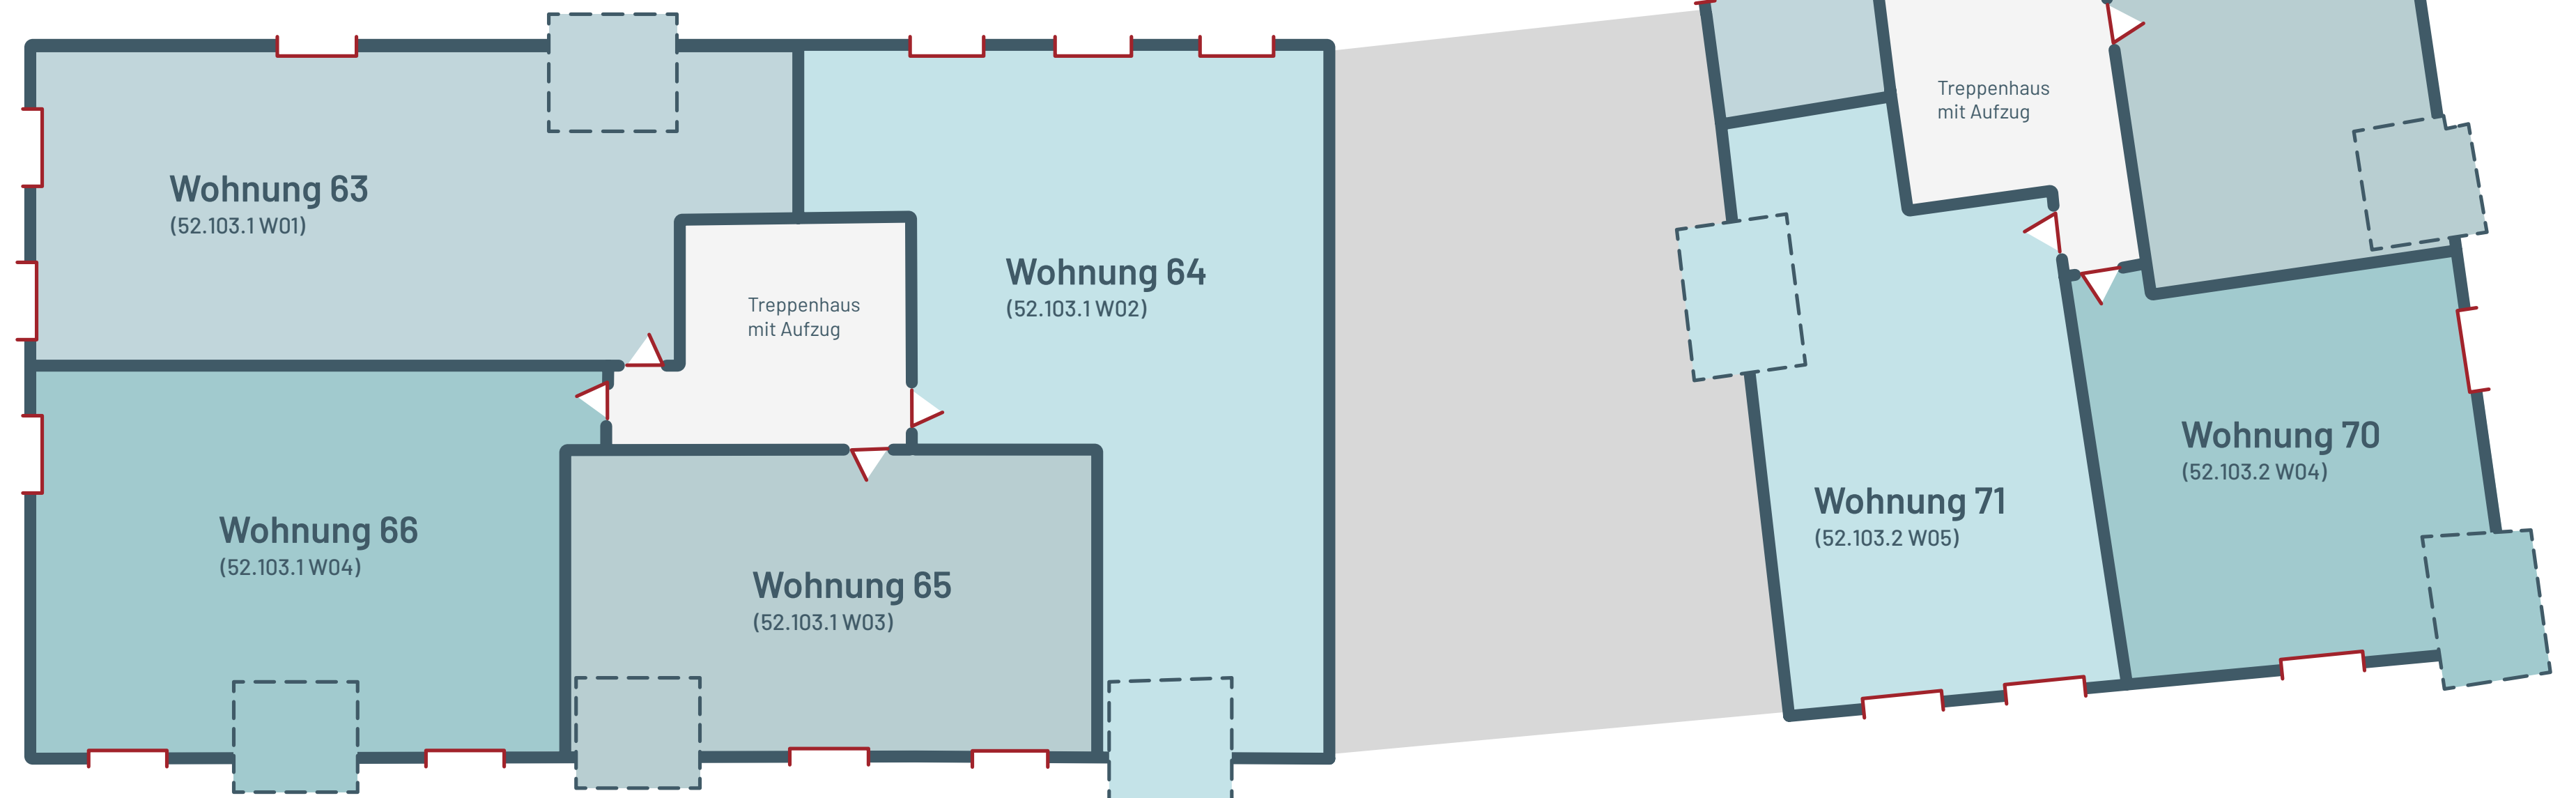 Wohnung 63
(52.103.1 W01)
Wohnung 64
(52.103.1 W02)
Treppenhaus
mit Aufzug
Wohnung 66
(52.103.1 W04)
Wohnung 65
(52.103.1 W03)
Treppenhaus
mit Aufzug
Wohnung 70
(52.103.2 W04)
Wohnung 71
(52.103.2 W05)